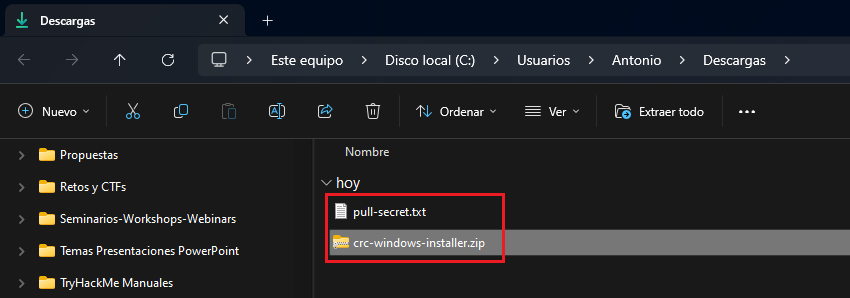 Descargas
Este equipo > Disco local (C:) > Usuarios > Antonio > Descargas >
Nuevo Ordenar Ver Extraer todo ...
Nombre
Propuestas
Retos y CTFs
Seminarios-Workshops-Webinars
Temas Presentaciones PowerPoint
TryHackMe Manuales
hoy
pull-secret.txt
crc-windows-installer.zip